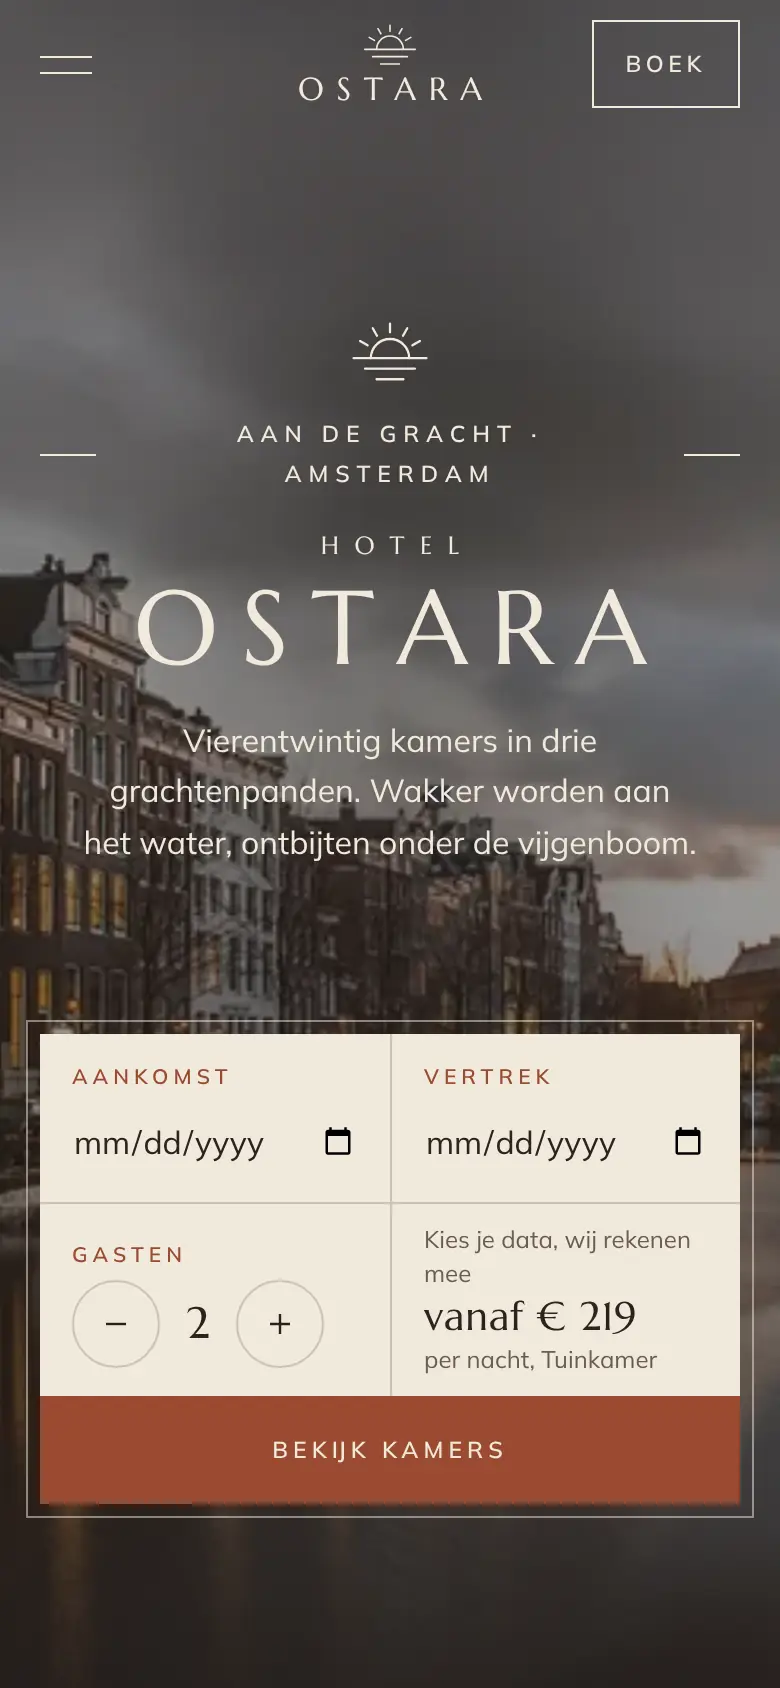 OSTARA
BOEK
AAN DE GRACHT ·
AMSTERDAM
HOTEL
OSTARA
Vierentwintig kamers in drie
grachtenpanden. Wakker worden aan
het water, ontbijten onder de vijgenboom.
AANKOMST
mm/dd/yyyy
VERTREK
mm/dd/yyyy
GASTEN
− 2 +
Kies je data, wij rekenen
mee
vanaf € 219
per nacht, Tuinkamer
BEKIJK KAMERS